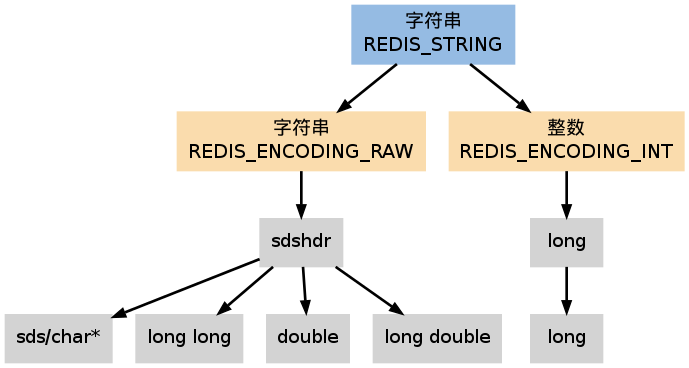 字符串
REDIS_STRING
字符串
REDIS_ENCODING_RAW
整数
REDIS_ENCODING_INT
sdshdr
long
sds/char*
long long
double
long double
long